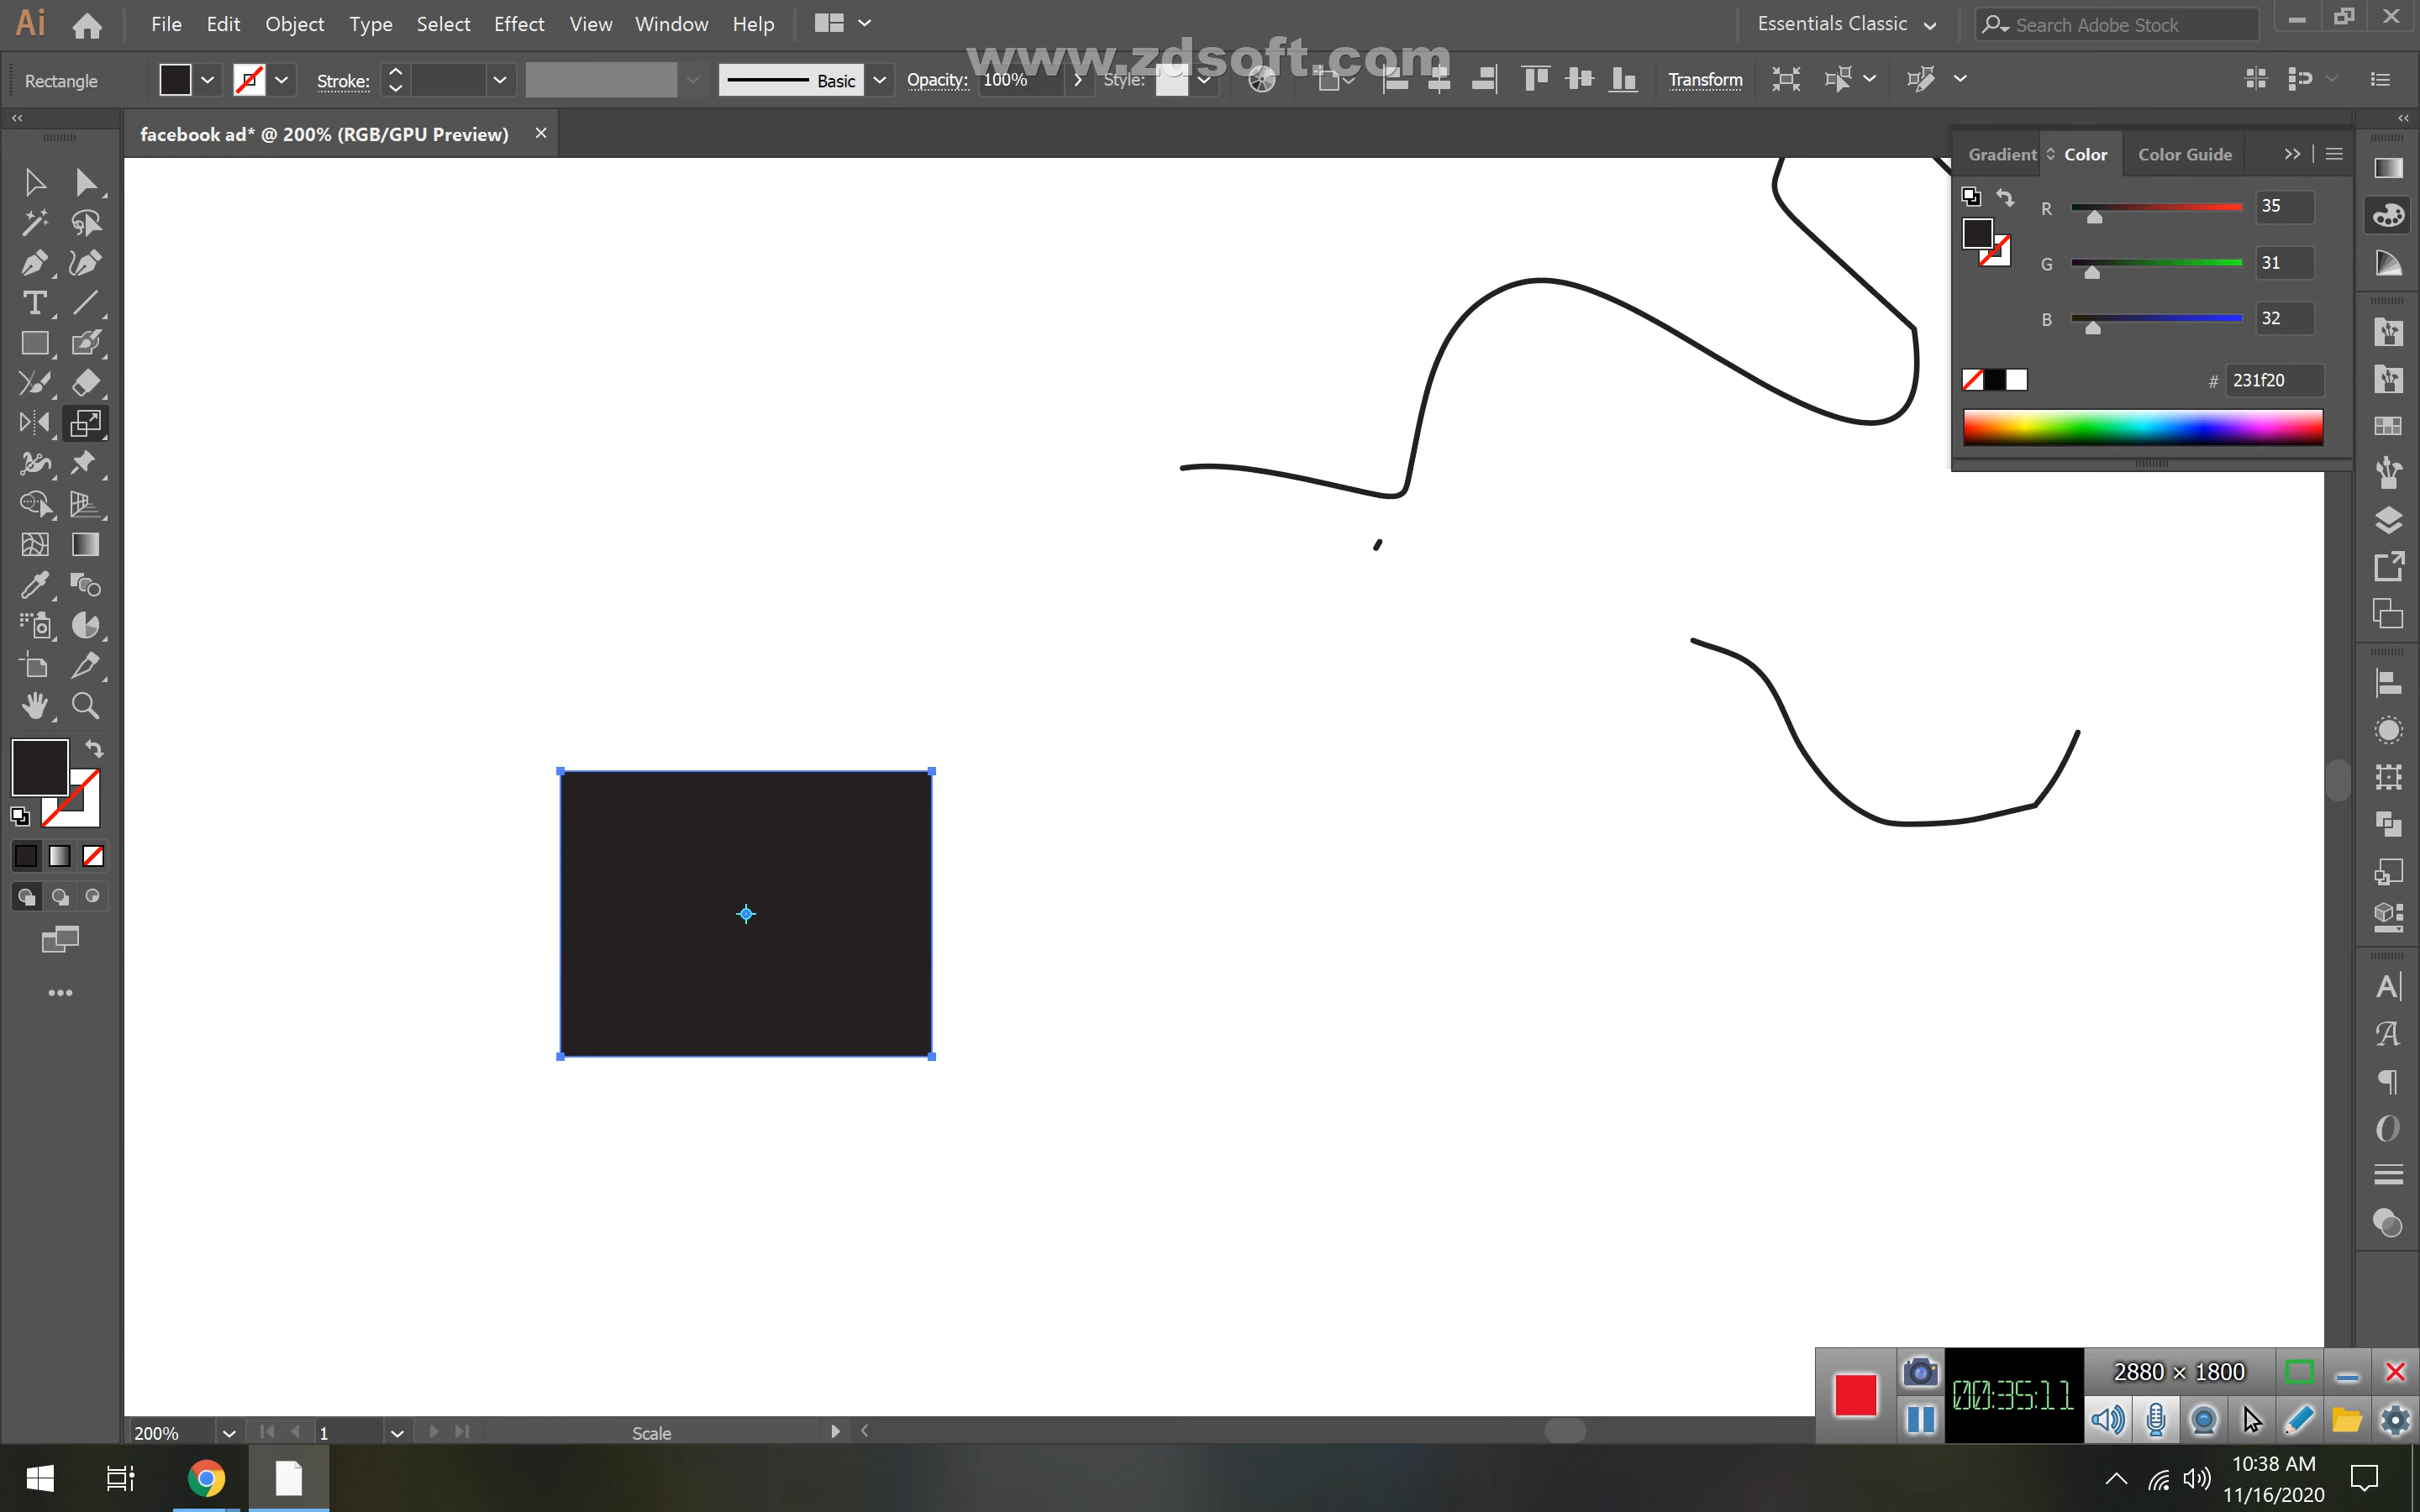 Ai File Edit Object Type Select Effect View Window Help Essentials Classic Search Adobe Stock
www.zdsoft.com
Rectangle Stroke: Basic Opacity: 100% Style: Transform
facebook ad* @ 200% (RGB/GPU Preview)
Gradient Color Color Guide
R 35
G 31
B 32
# 231f20
2880 × 1800
00:35:11
200% 1 Scale
10:38 AM
11/16/2020